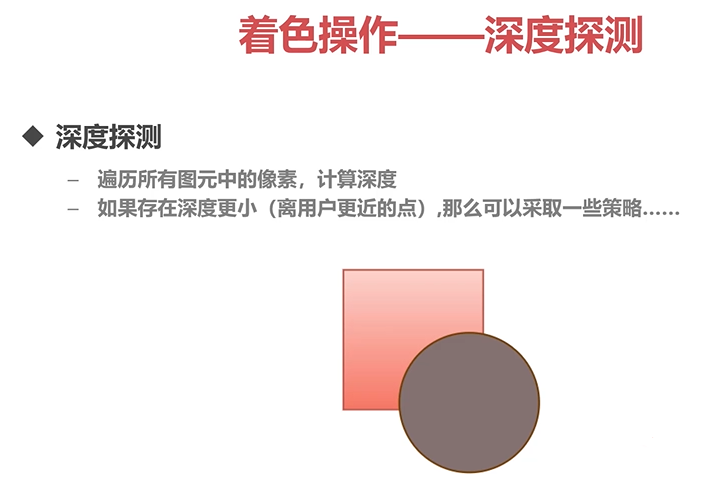 着色操作——深度探测
◆ 深度探测
– 遍历所有图元中的像素，计算深度
– 如果存在深度更小（离用户更近的点）,那么可以采取一些策略……